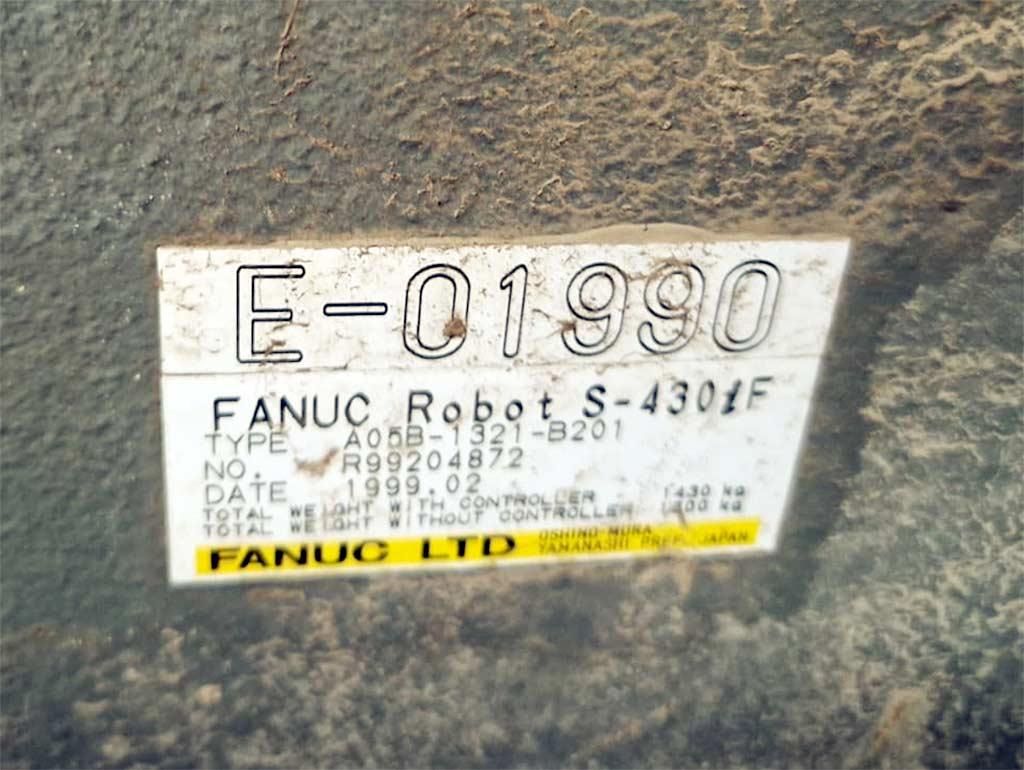 E-01990
FANUC Robot S-430iF
TYPE A05B-1321-B201
NO. R99204872
DATE 1999.02
TOTAL WEIGHT WITH CONTROLLER 1430 kg
TOTAL WEIGHT WITHOUT CONTROLLER kg
FANUC LTD OSHINO-MURA
YAMANASHI PREF. JAPAN